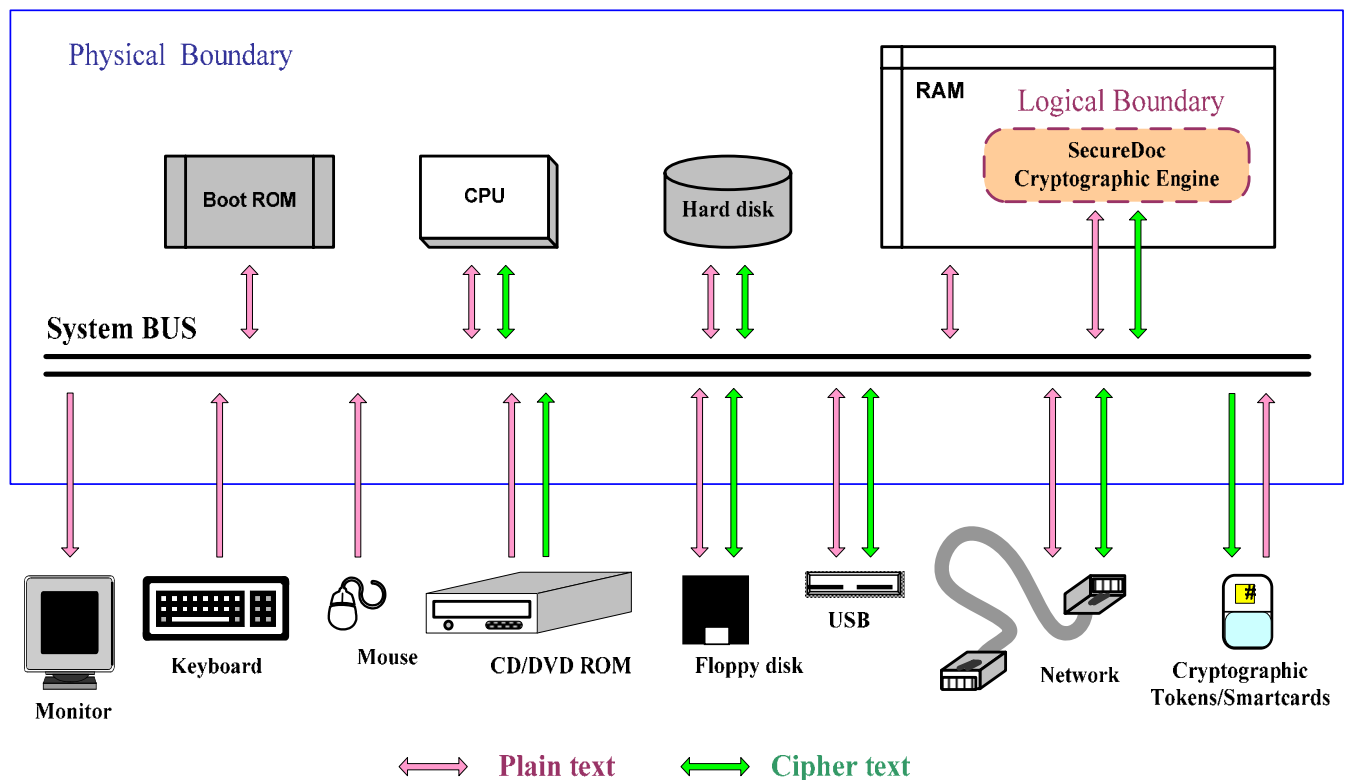 Physical Boundary
RAM
Logical Boundary
SecureDoc
Cryptographic Engine
Boot ROM
CPU
Hard disk
System BUS
#
Monitor
Keyboard
Mouse
CD/DVD ROM
Floppy disk
USB
Network
Cryptographic
Tokens/Smartcards
Plain text
Cipher text